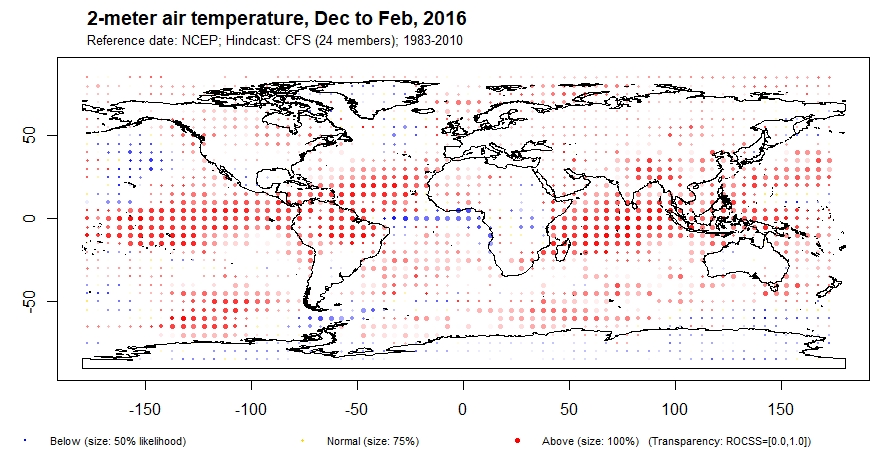 2-meter air temperature, Dec to Feb, 2016
Reference date: NCEP; Hindcast: CFS (24 members); 1983-2010
50
0
-50
-150 -100 -50 0 50 100 150
Below (size: 50% likelihood) Normal (size: 75%) Above (size: 100%) (Transparency: ROCSS=[0.0,1.0])